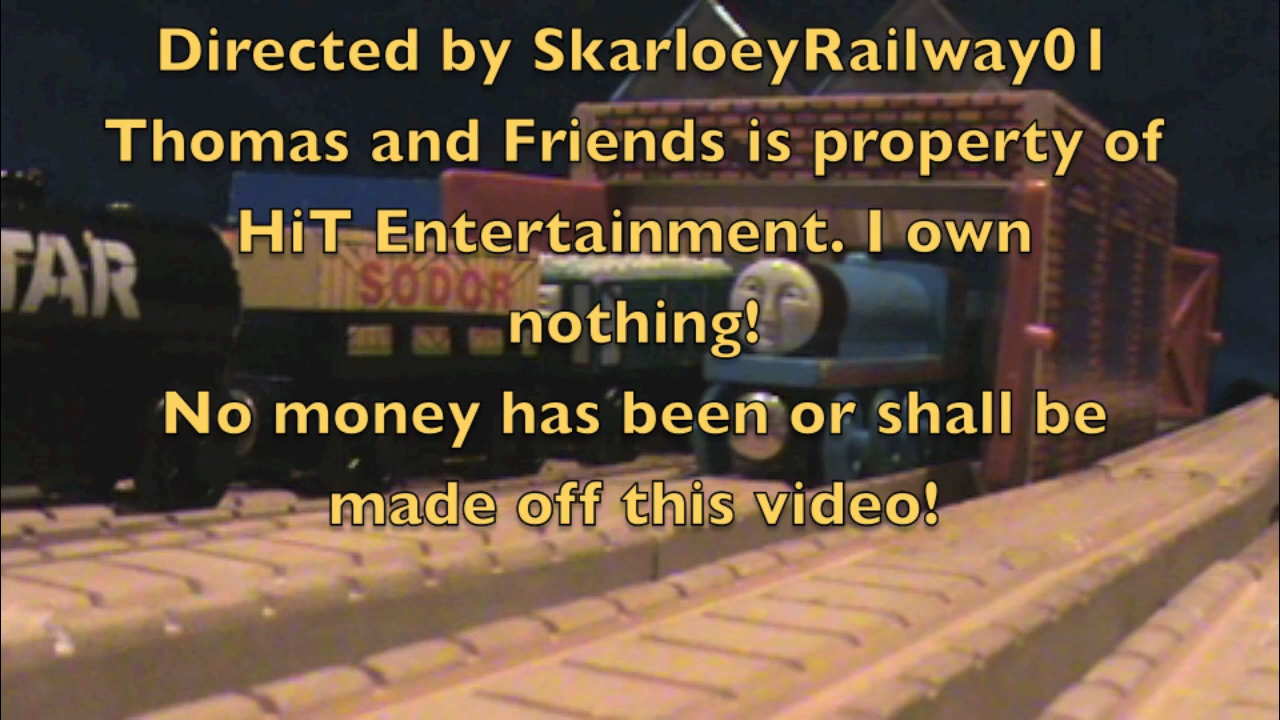 Directed by SkarloeyRailway01
Thomas and Friends is property of
HiT Entertainment. I own
nothing!
No money has been or shall be
made off this video!
TAR
SODOR